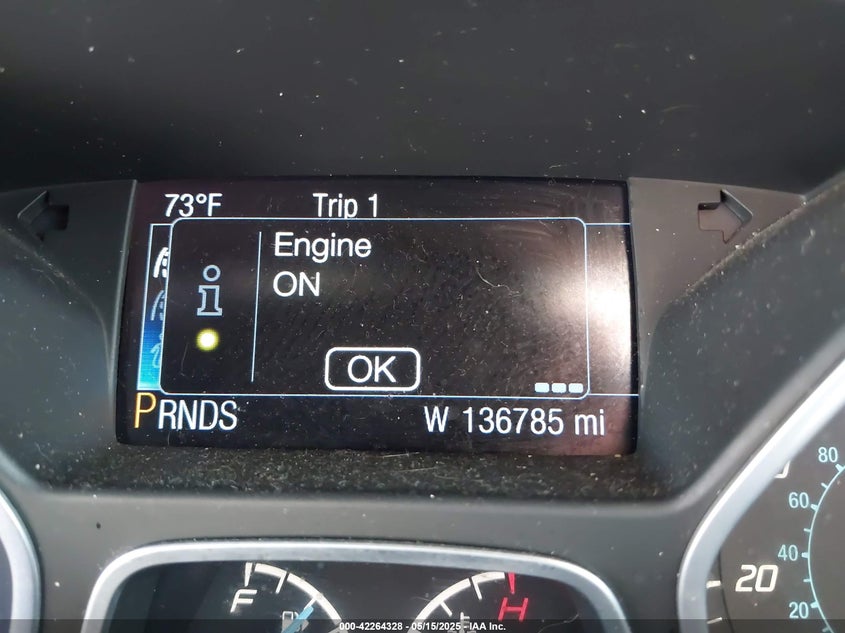 73°F Trip 1
Engine
ON
OK
PRNDS W 136785 mi
80
60
40
20
20
F
H
000-42264328 - 05/15/2025 - IAA Inc.